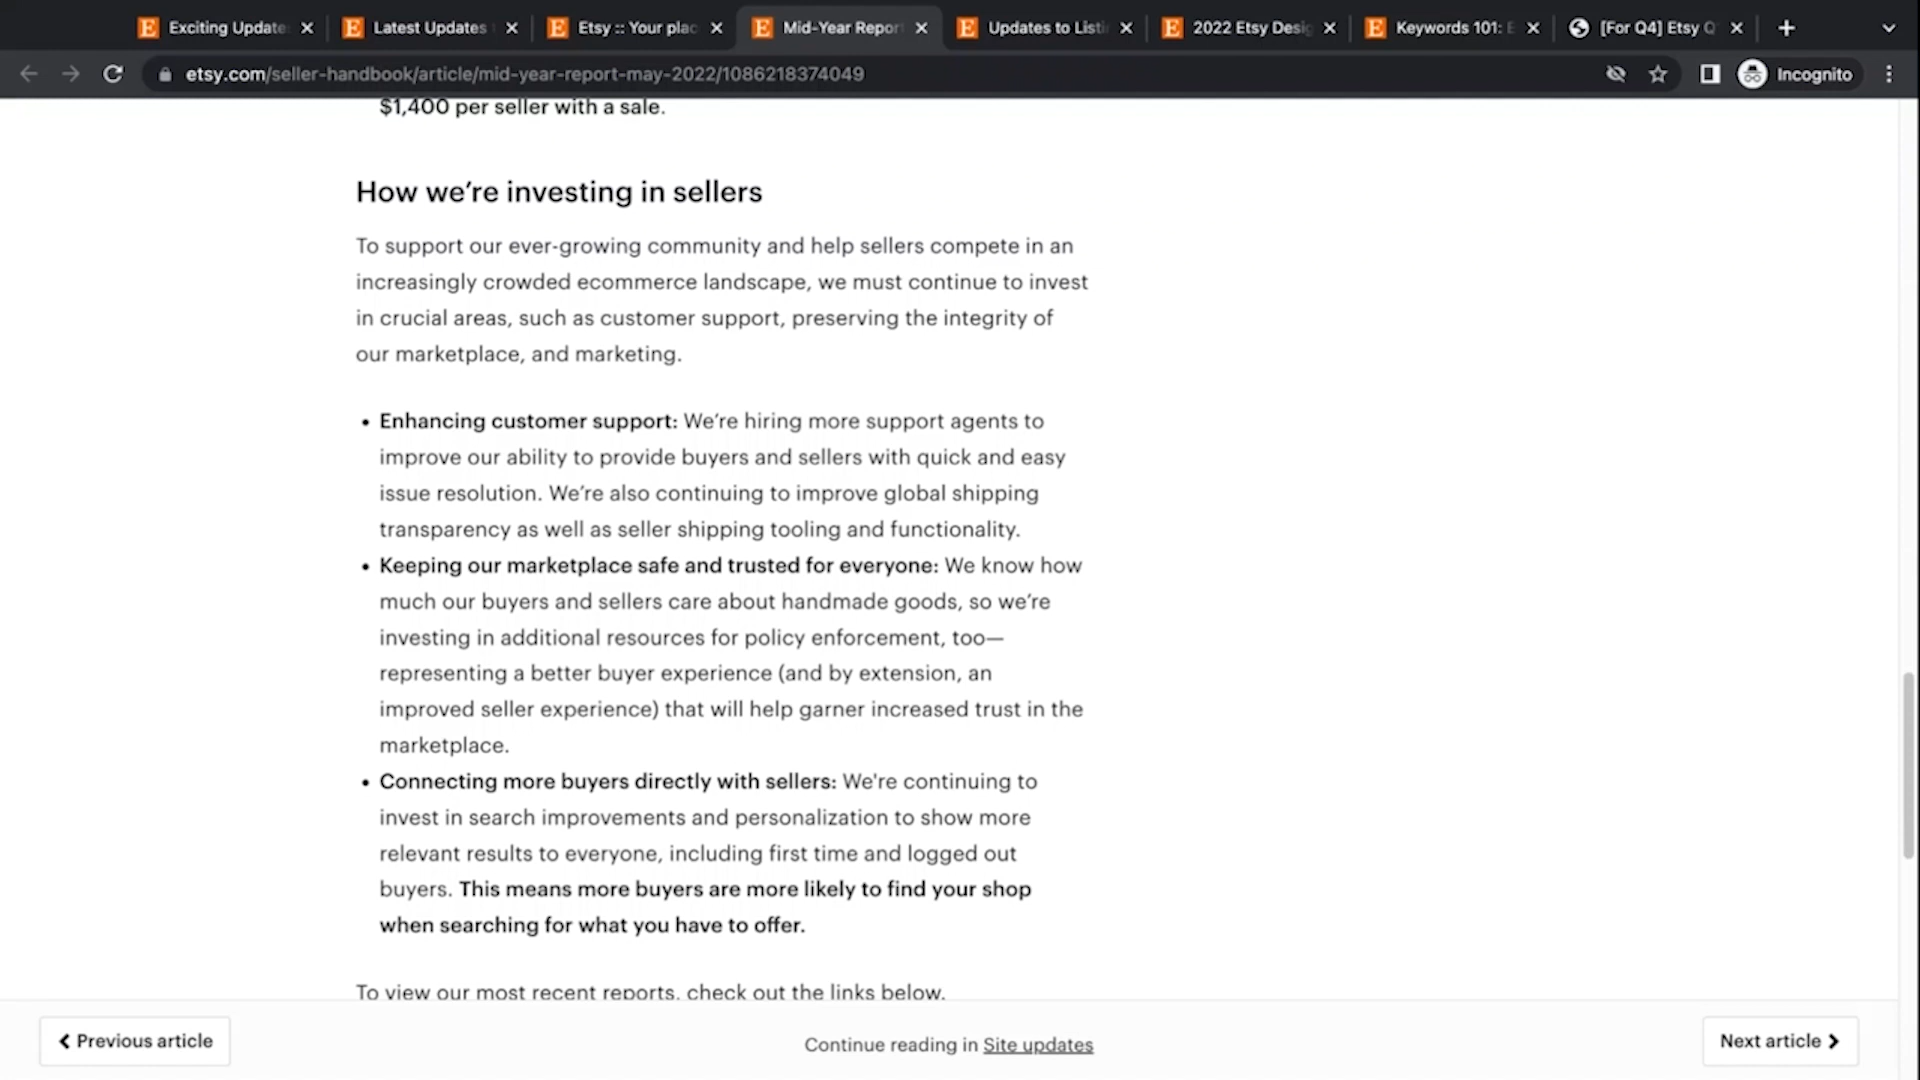 Exciting Update
Latest Updates
Etsy :: Your plac
Mid-Year Report
Updates to Listi
2022 Etsy Desig
Keywords 101: E
[For Q4] Etsy Q
etsy.com/seller-handbook/article/mid-year-report-may-2022/1086218374049
Incognito
$1,400 per seller with a sale.
How we’re investing in sellers
To support our ever-growing community and help sellers compete in an
increasingly crowded ecommerce landscape, we must continue to invest
in crucial areas, such as customer support, preserving the integrity of
our marketplace, and marketing.
• Enhancing customer support: We’re hiring more support agents to
improve our ability to provide buyers and sellers with quick and easy
issue resolution. We’re also continuing to improve global shipping
transparency as well as seller shipping tooling and functionality.
• Keeping our marketplace safe and trusted for everyone: We know how
much our buyers and sellers care about handmade goods, so we’re
investing in additional resources for policy enforcement, too—
representing a better buyer experience (and by extension, an
improved seller experience) that will help garner increased trust in the
marketplace.
• Connecting more buyers directly with sellers: We're continuing to
invest in search improvements and personalization to show more
relevant results to everyone, including first time and logged out
buyers. This means more buyers are more likely to find your shop
when searching for what you have to offer.
To view our most recent reports, check out the links below.
Previous article
Continue reading in Site updates
Next article